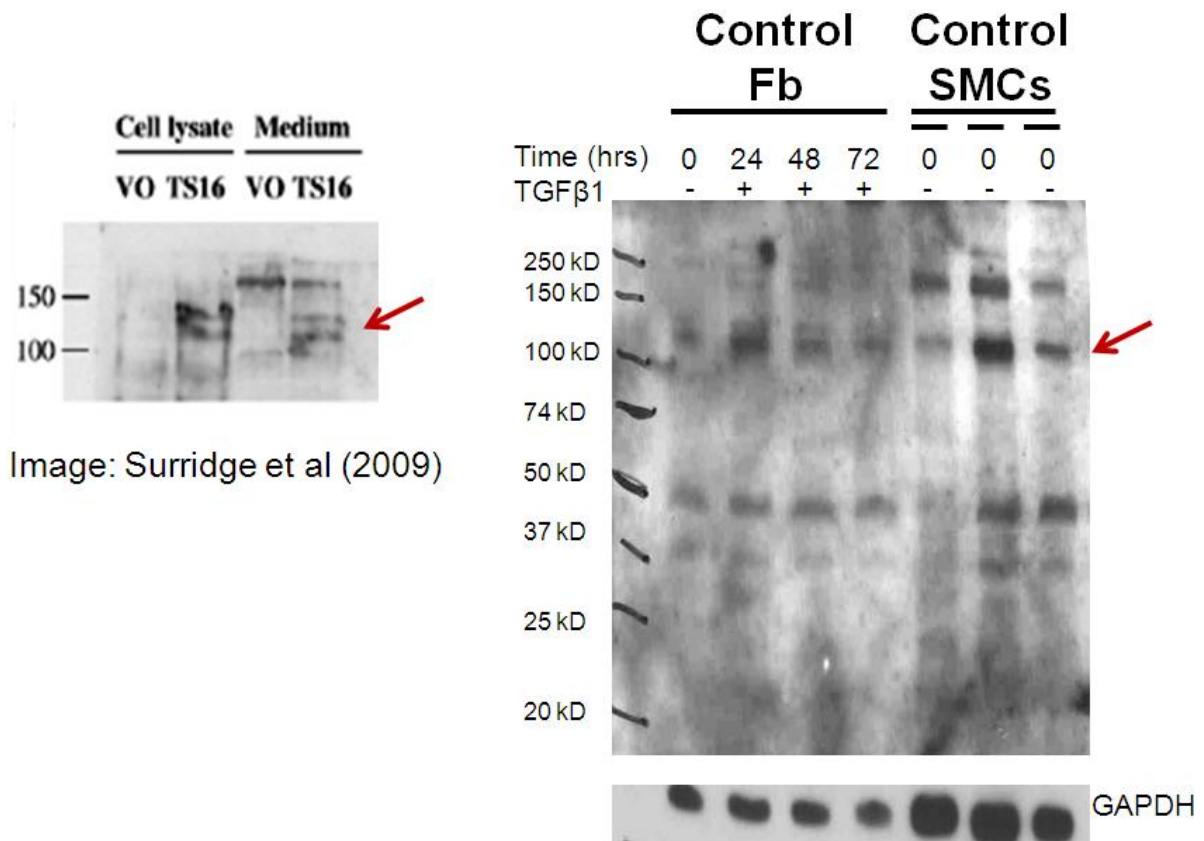 Cell lysate Medium
VO TS16 VO TS16
150
100
Image: Surridge et al (2009)
Control Control
Fb SMCs
Time (hrs) 0 24 48 72 0 0 0
TGFβ1 - + + + - - -
250 kD
150 kD
100 kD
74 kD
50 kD
37 kD
25 kD
20 kD
GAPDH